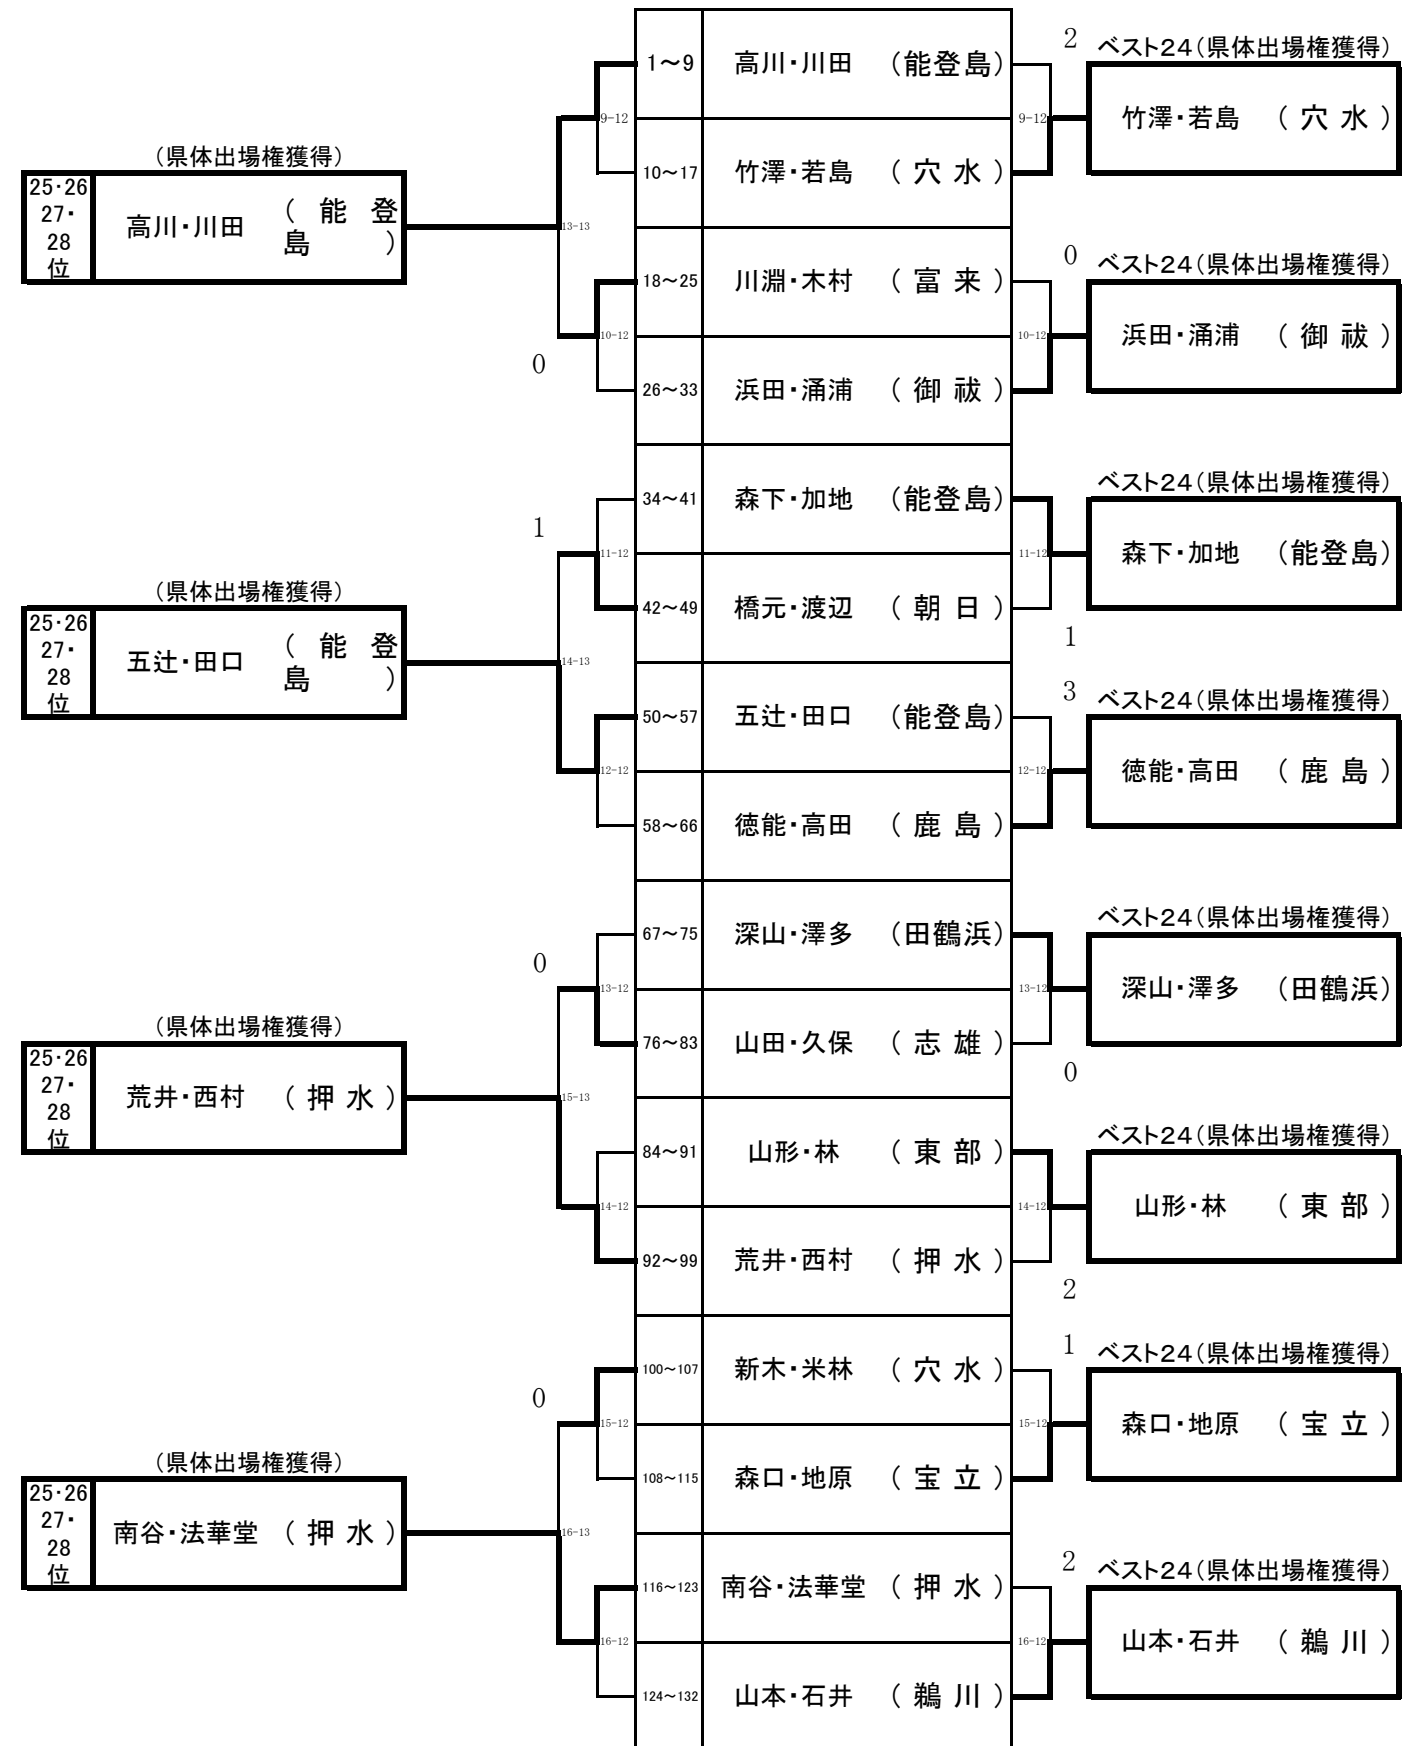 1～9 高川・川田 （能登島） 2 ベスト24（県体出場権獲得）
9-12 9-12 竹澤・若島 （ 穴 水 ）
（県体出場権獲得） 10～17 竹澤・若島 （ 穴 水 ）
25・26
27・
28
位
高川・川田 （ 能 登
島 ）
13-13
18～25 川淵・木村 （ 富 来 ） 0 ベスト24（県体出場権獲得）
10-12 10-12 浜田・涌浦 （ 御 祓 ）
0
26～33 浜田・涌浦 （ 御 祓 ）
34～41 森下・加地 （能登島） ベスト24（県体出場権獲得）
1
11-12 11-12 森下・加地 （能登島）
（県体出場権獲得） 42～49 橋元・渡辺 （ 朝 日 ）
1
25・26
27・
28
位
五辻・田口 （ 能 登
島 ）
14-13
50～57 五辻・田口 （能登島） 3 ベスト24（県体出場権獲得）
12-12 12-12 徳能・高田 （ 鹿 島 ）
58～66 徳能・高田 （ 鹿 島 ）
67～75 深山・澤多 （田鶴浜） ベスト24（県体出場権獲得）
0
13-12 13-12 深山・澤多 （田鶴浜）
（県体出場権獲得） 76～83 山田・久保 （ 志 雄 ）
0
25・26
27・
28
位
荒井・西村 （ 押 水 ）
15-13
84～91 山形・林 （ 東 部 ） ベスト24（県体出場権獲得）
14-12 14-12 山形・林 （ 東 部 ）
92～99 荒井・西村 （ 押 水 ）
2
100～107 新木・米林 （ 穴 水 ） 1 ベスト24（県体出場権獲得）
0
15-12 15-12 森口・地原 （ 宝 立 ）
（県体出場権獲得） 108～115 森口・地原 （ 宝 立 ）
25・26
27・
28
位
南谷・法華堂 （ 押 水 ）
16-13
116～123 南谷・法華堂 （ 押 水 ） 2 ベスト24（県体出場権獲得）
16-12 16-12 山本・石井 （ 鵜 川 ）
124～132 山本・石井 （ 鵜 川 ）